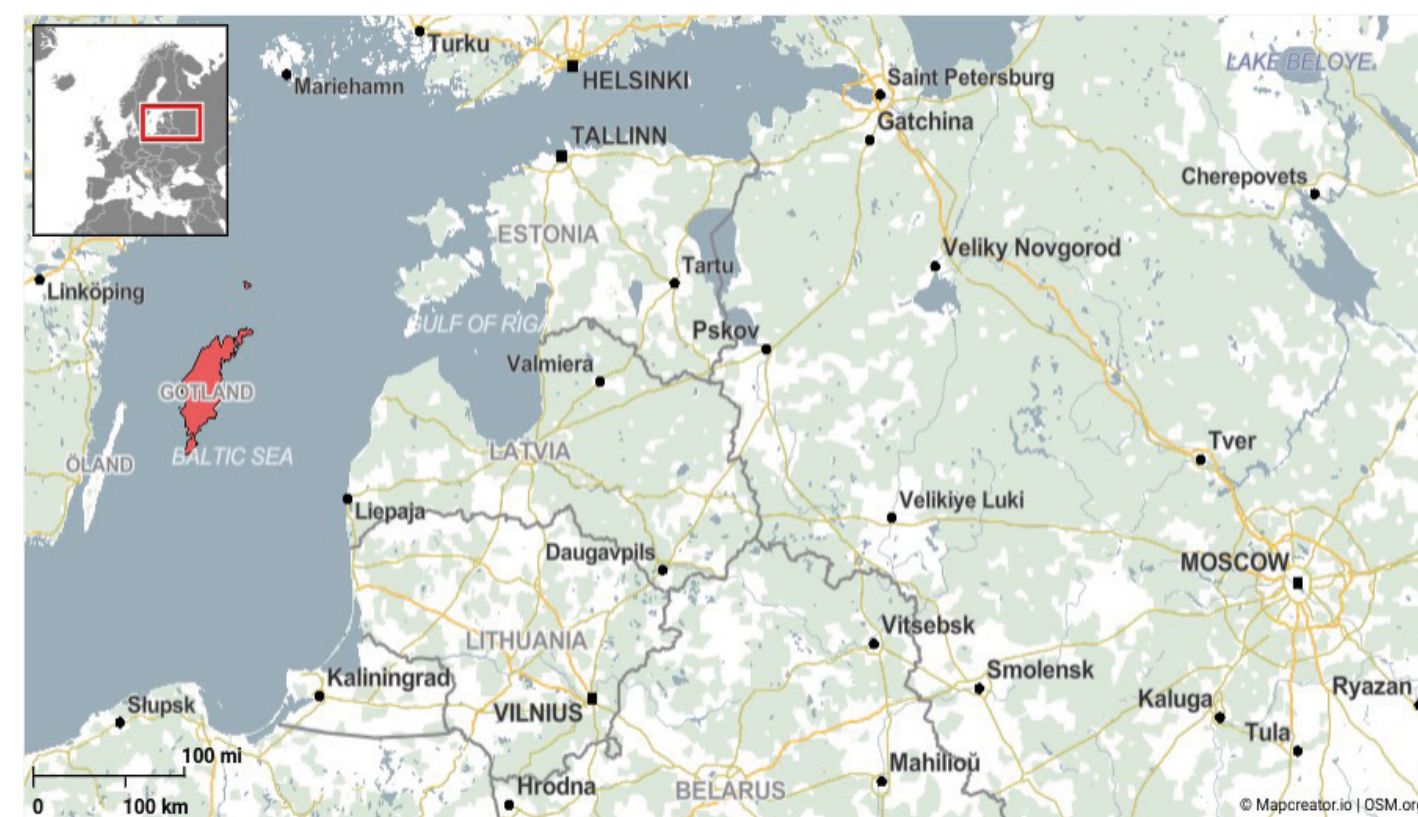 Turku
HELSINKI
Mariehamn
Saint Petersburg
LAKE BELOYE
Gatchina
TALLINN
Cherepovets
ESTONIA
Veliky Novgorod
Tartu
Linköping
GULF OF RIGA
Pskov
Valmiera
GOTLAND
Tver
LATVIA
BALTIC SEA
ÖLAND
Velikiye Luki
Liepaja
Daugavpils
MOSCOW
Vitsebsk
LITHUANIA
Smolensk
Kaliningrad
Ryazan
Kaluga
Słupsk
VILNIUS
Tula
100 mi
Mahilioŭ
Hrodna
BELARUS
0 100 km
© Mapcreator.io | OSM.org